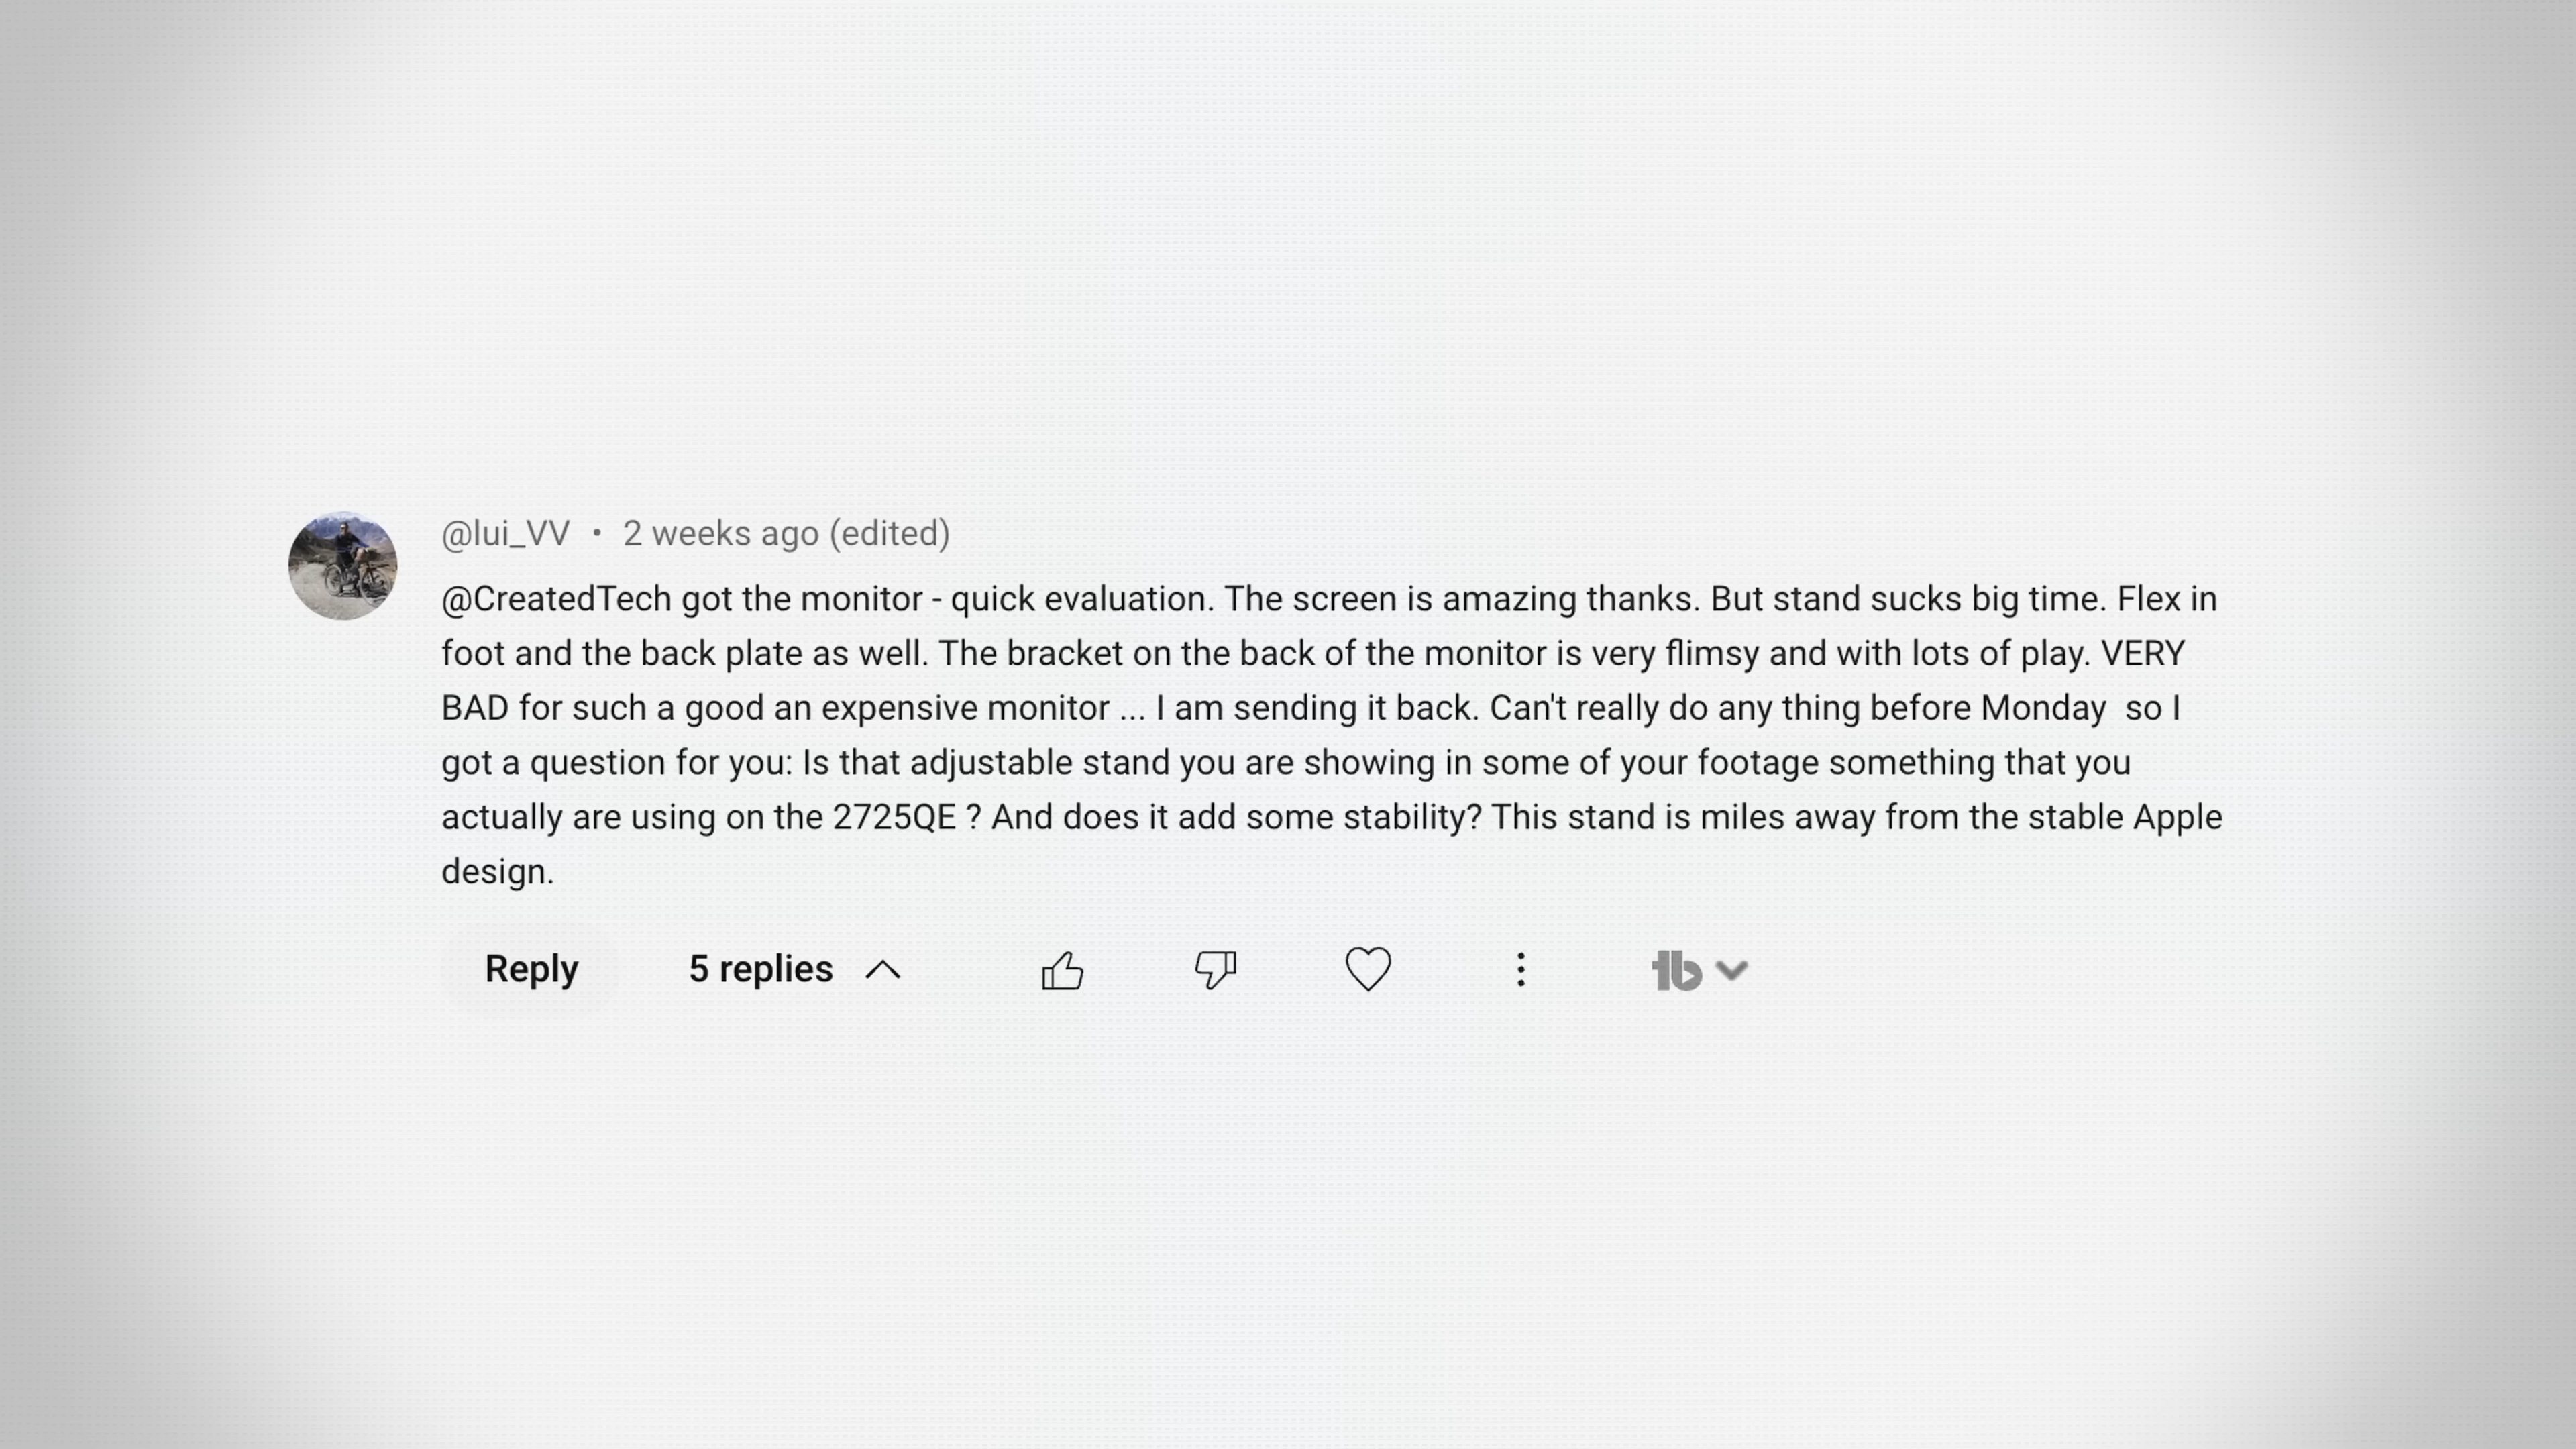 @lui_VV • 2 weeks ago (edited)
@CreatedTech got the monitor - quick evaluation. The screen is amazing thanks. But stand sucks big time. Flex in
foot and the back plate as well. The bracket on the back of the monitor is very flimsy and with lots of play. VERY
BAD for such a good an expensive monitor ... I am sending it back. Can't really do any thing before Monday  so I
got a question for you: Is that adjustable stand you are showing in some of your footage something that you
actually are using on the 2725QE ? And does it add some stability? This stand is miles away from the stable Apple
design.
Reply 5 replies tb